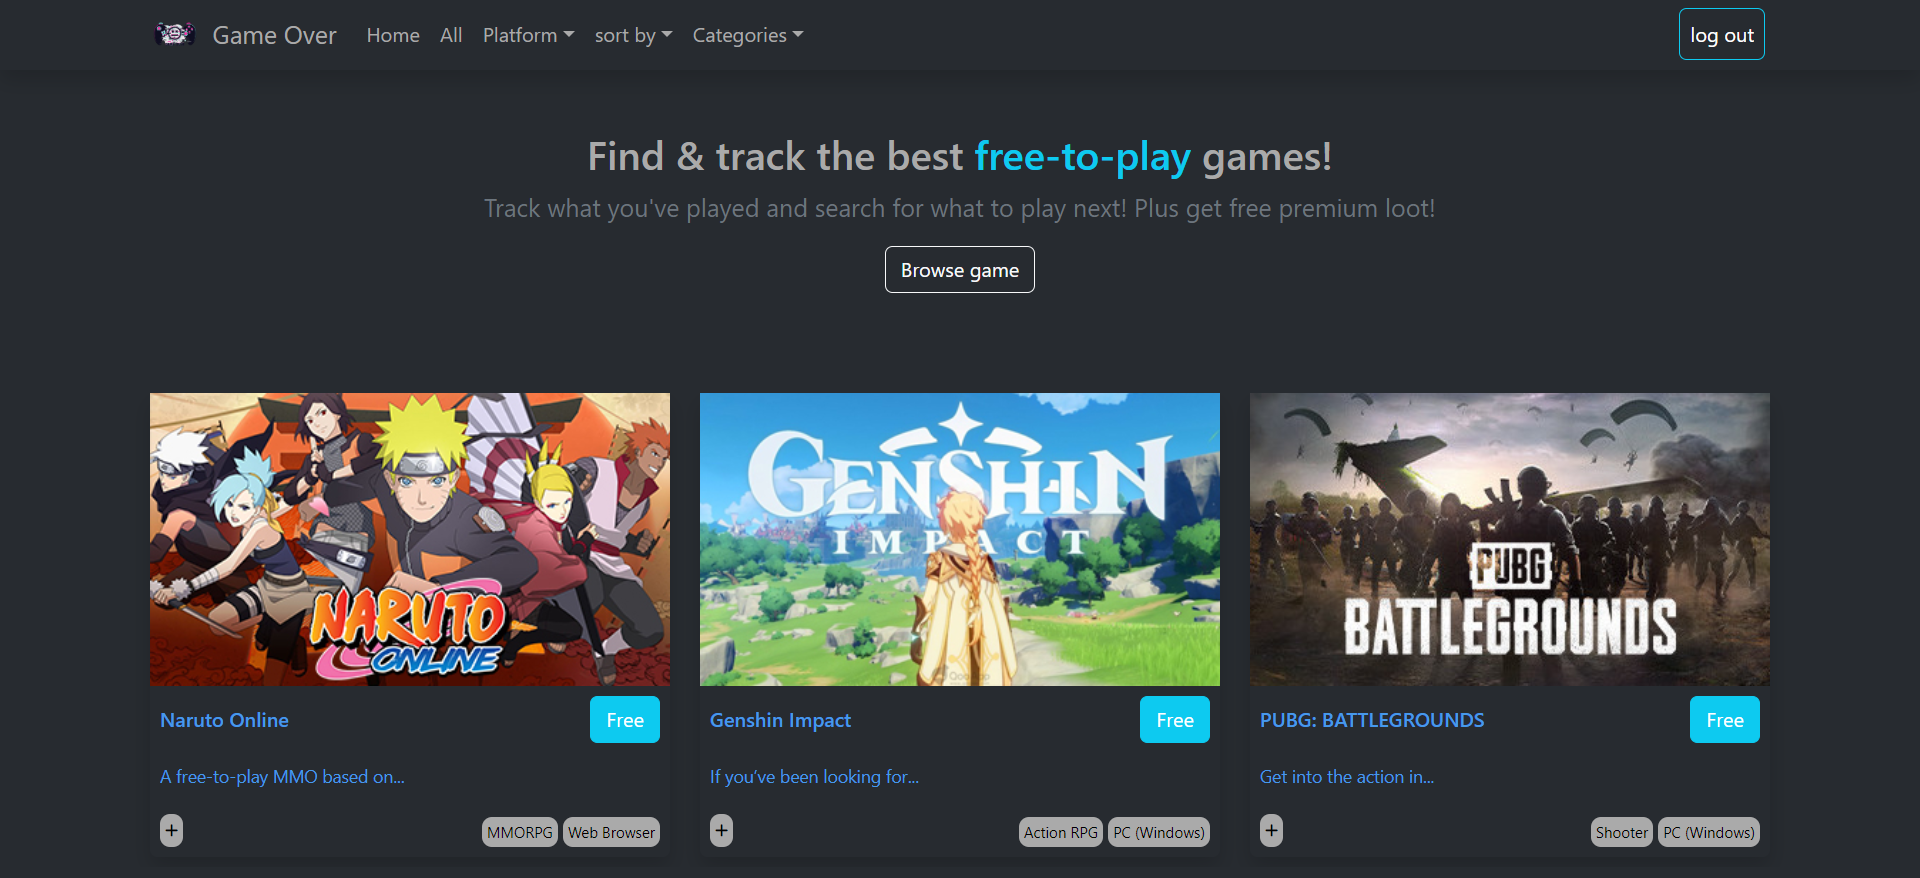 Game Over Home All Platform sort by Categories log out
Find & track the best free-to-play games!
Track what you've played and search for what to play next! Plus get free premium loot!
Browse game
NARUTO
ONLINE
GENSHIN
IMPACT
PUBG
BATTLEGROUNDS
Naruto Online Free
A free-to-play MMO based on...
+ MMORPG Web Browser
Genshin Impact Free
If you’ve been looking for...
+ Action RPG PC (Windows)
PUBG: BATTLEGROUNDS Free
Get into the action in...
+ Shooter PC (Windows)